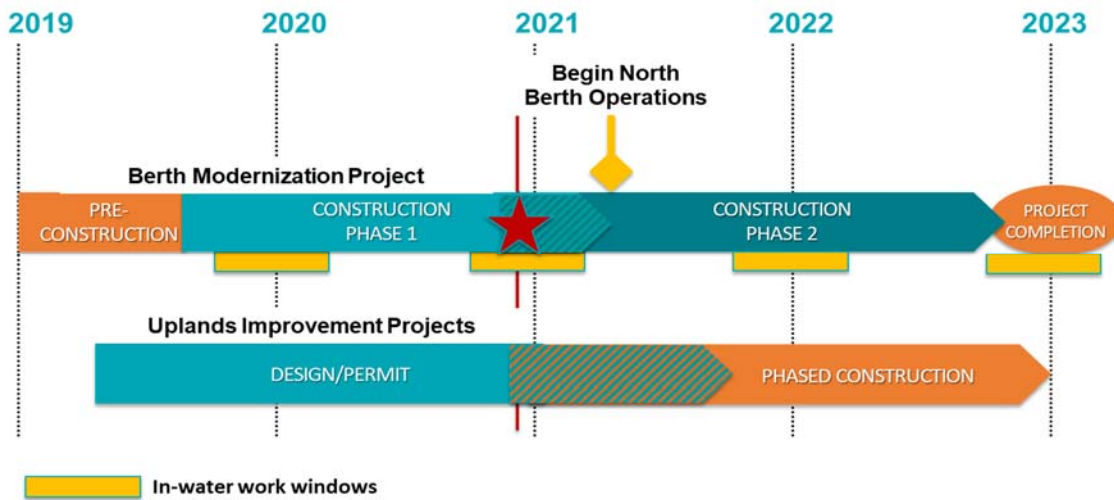 2019 2020 2021 2022 2023
Begin North
Berth Operations
Berth Modernization Project
PRE-
CONSTRUCTION
CONSTRUCTION
PHASE 1
CONSTRUCTION
PHASE 2
PROJECT
COMPLETION
Uplands Improvement Projects
DESIGN/PERMIT
PHASED CONSTRUCTION
In-water work windows